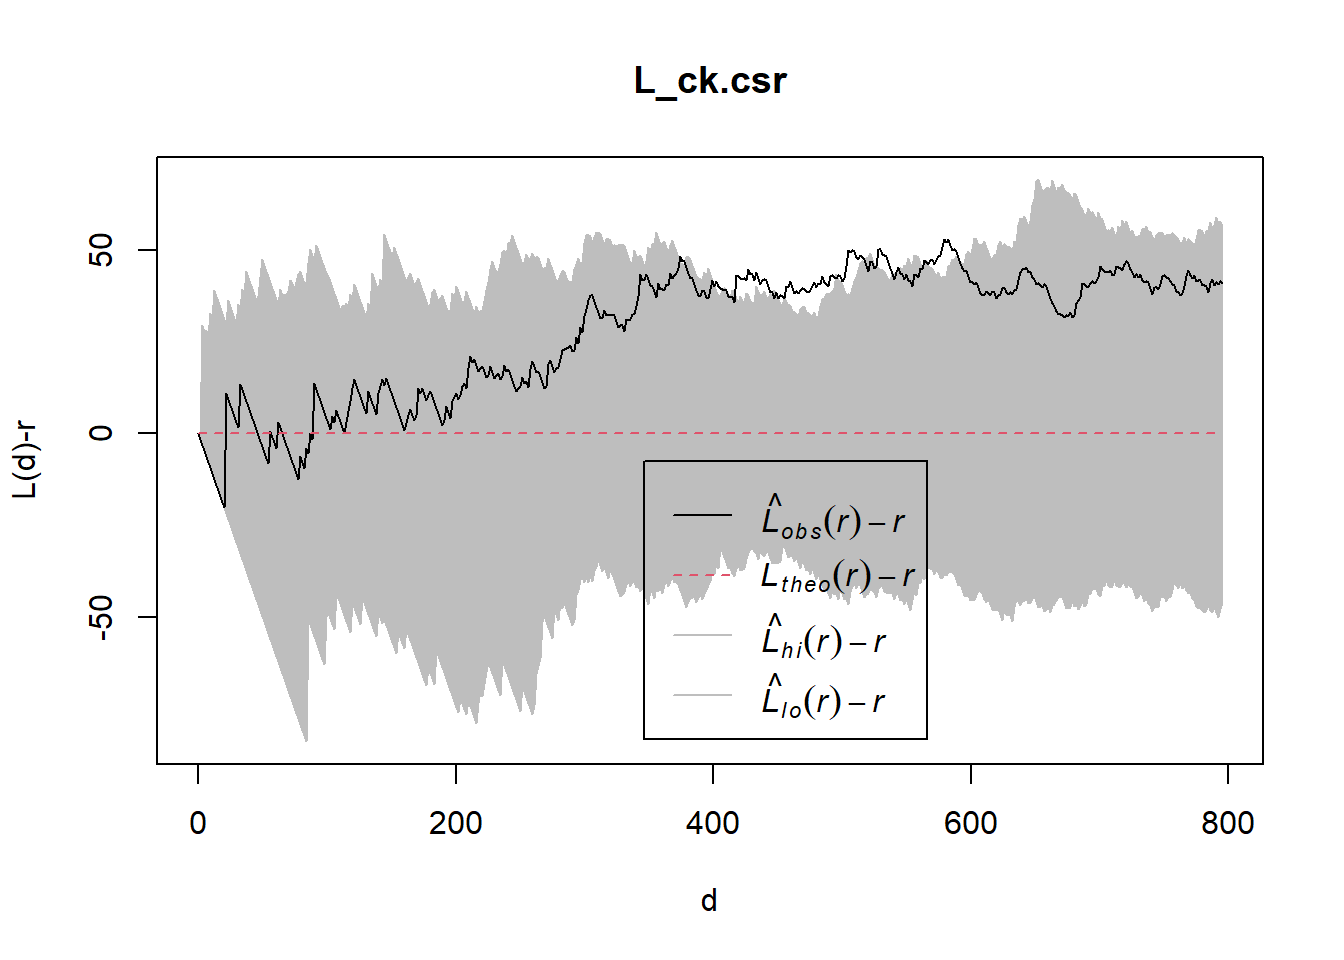 L_ck.csr
L(d)-r
50
0
-50
L̂obs(r) − r
Ltheo(r) − r
L̂hi(r) − r
L̂lo(r) − r
0 200 400 600 800
d